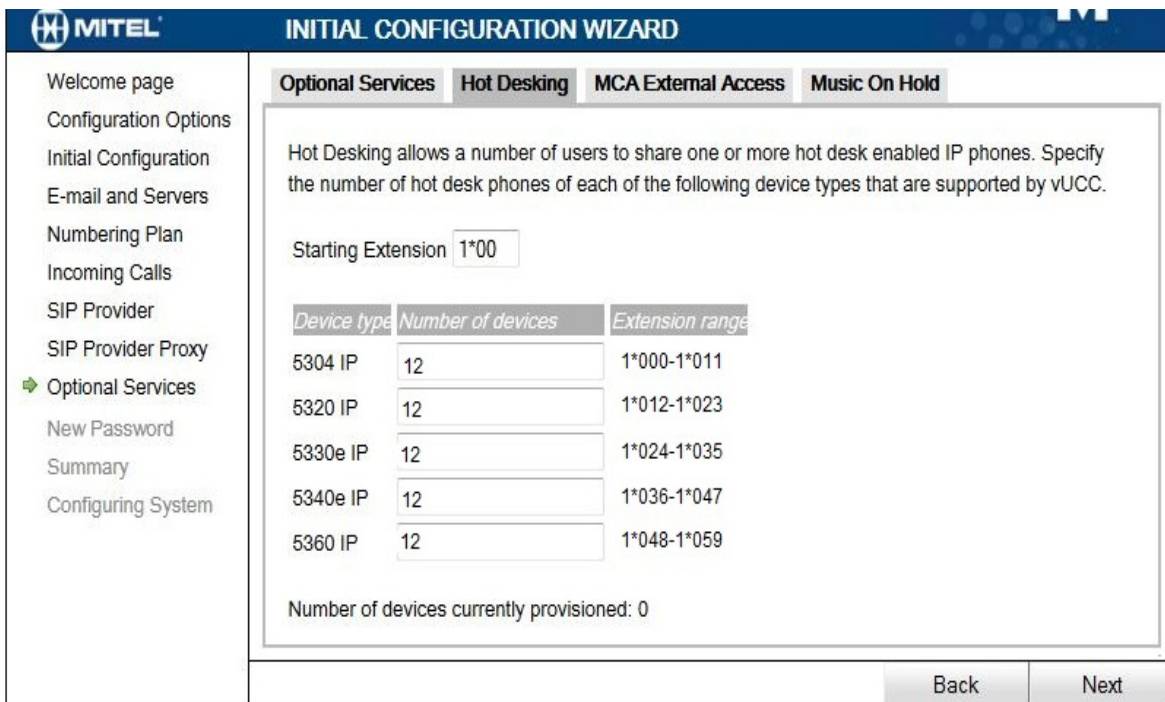 MITEL
INITIAL CONFIGURATION WIZARD
Welcome page
Configuration Options
Initial Configuration
E-mail and Servers
Numbering Plan
Incoming Calls
SIP Provider
SIP Provider Proxy
Optional Services
New Password
Summary
Configuring System
Optional Services Hot Desking MCA External Access Music On Hold
Hot Desking allows a number of users to share one or more hot desk enabled IP phones. Specify
the number of hot desk phones of each of the following device types that are supported by vUCC.
Starting Extension 1*00
Device type Number of devices Extension range
5304 IP 12 1*000-1*011
5320 IP 12 1*012-1*023
5330e IP 12 1*024-1*035
5340e IP 12 1*036-1*047
5360 IP 12 1*048-1*059
Number of devices currently provisioned: 0
Back Next